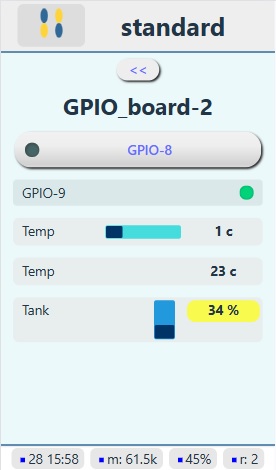 standard
<<
GPIO_board-2
GPIO-8
GPIO-9
Temp 1 c
Temp 23 c
Tank 34 %
28 15:58 m: 61.5k 45% r: 2